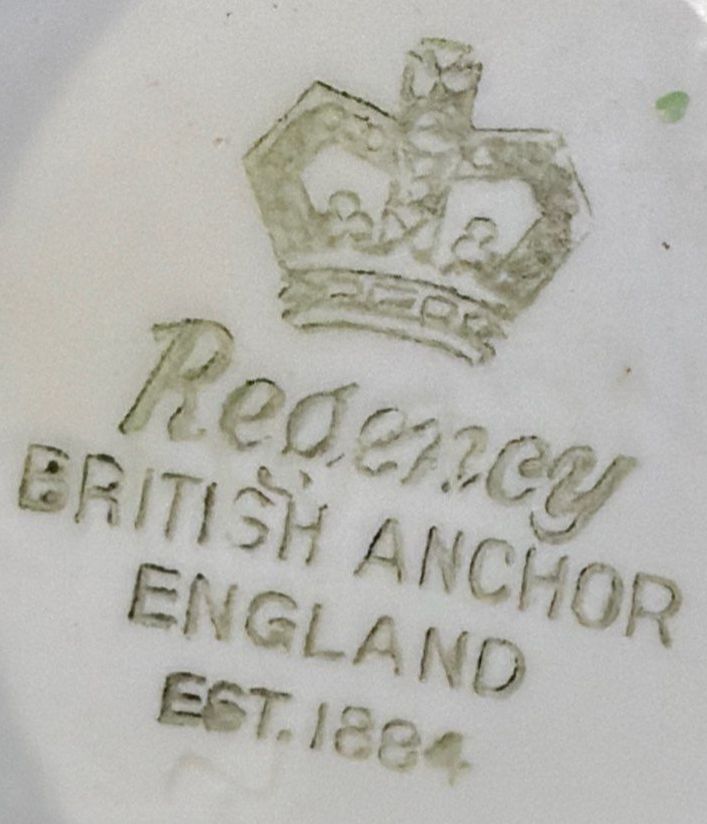 Regency
BRITISH ANCHOR
ENGLAND
EST. 1884